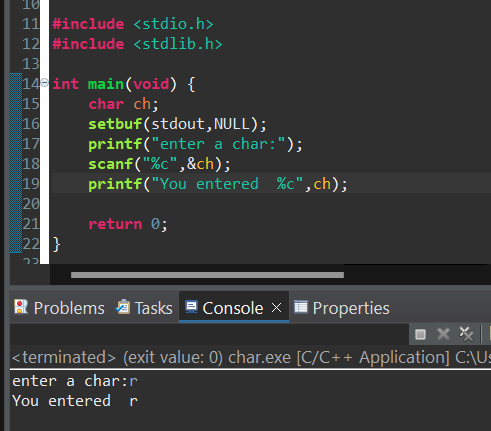 10
11 #include <stdio.h>
12 #include <stdlib.h>
13
14 int main(void) {
15     char ch;
16     setbuf(stdout,NULL);
17     printf("enter a char:");
18     scanf("%c",&ch);
19     printf("You entered  %c",ch);
20
21     return 0;
22 }
23
Problems Tasks Console Properties
<terminated> (exit value: 0) char.exe [C/C++ Application] C:\Us
enter a char:r
You entered  r